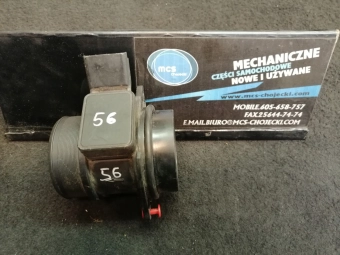 MECHANICZNE
CZĘŚCI SAMOCHODOWE
NOWE I UŻYWANE
mcs
www.mcs-chojecki.com
MOBILE.605-458-757
FAX.25644-74-74
E.MAIL.BIURO@MCS-CHOJECKI.COM
56
56